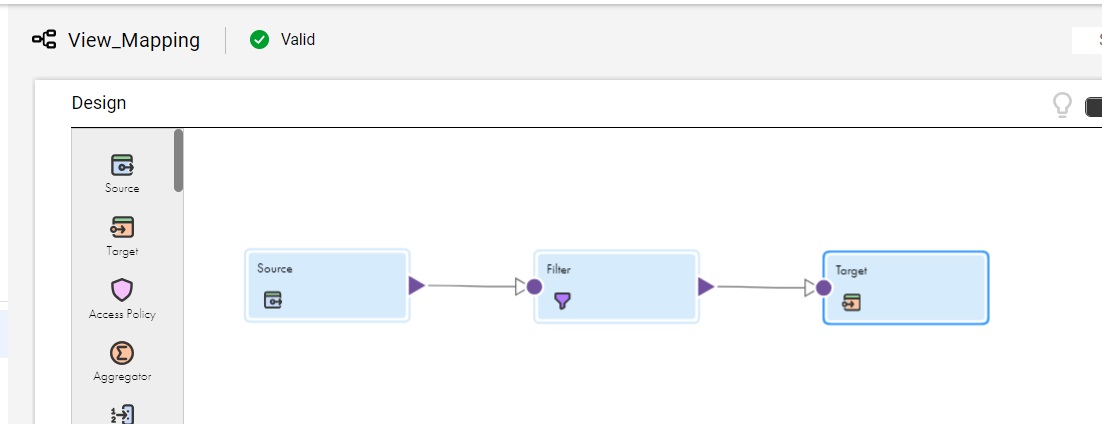 View_Mapping
Valid
Design
Source
Target
Access Policy
Aggregator
Source
Filter
Target